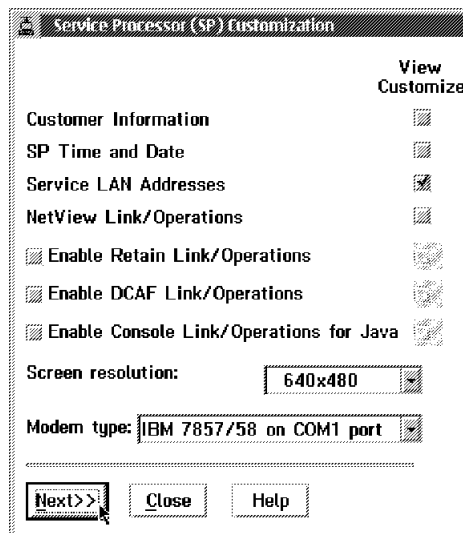 Service Processor (SP) Customization
View
Customize
Customer Information
SP Time and Date
Service LAN Addresses
NetView Link/Operations
Enable Retain Link/Operations
Enable DCAF Link/Operations
Enable Console Link/Operations for Java
Screen resolution: 640x480
Modem type: IBM 7857/58 on COM1 port
Next>> Close Help